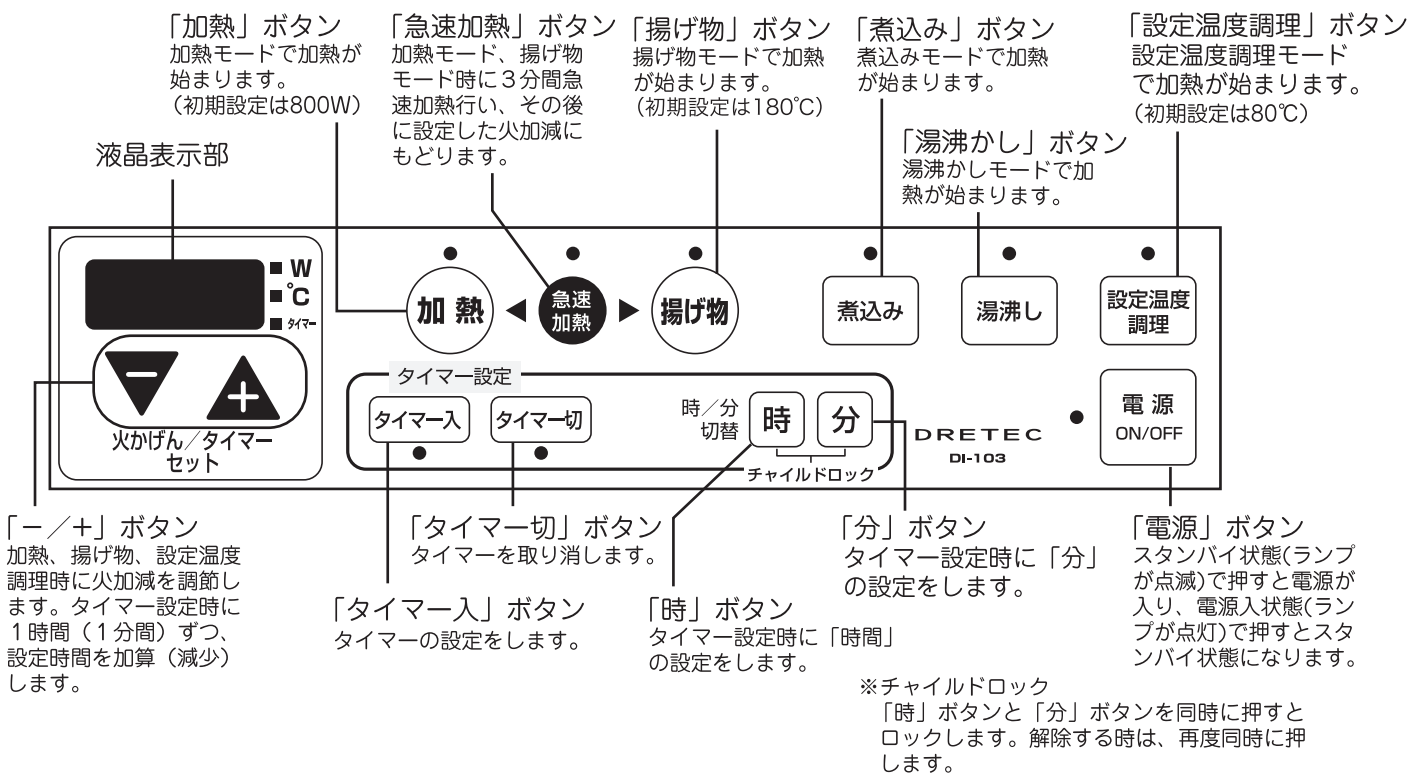 「加熱」ボタン
加熱モードで加熱が
始まります。
（初期設定は800W）
「急速加熱」ボタン
加熱モード、揚げ物
モード時に３分間急
速加熱行い、その後
に設定した火加減に
もどります。
「揚げ物」ボタン
揚げ物モードで加熱
が始まります。
（初期設定は180℃）
「煮込み」ボタン
煮込みモードで加熱
が始まります。
「設定温度調理」ボタン
設定温度調理モード
で加熱が始まります。
（初期設定は80℃）
「湯沸かし」ボタン
湯沸かしモードで加
熱が始まります。
液晶表示部
W
℃
タイマー
加熱
急速
加熱
揚げ物
煮込み
湯沸し
設定温度
調理
－
＋
火かげん／タイマー
セット
タイマー設定
タイマー入
タイマー切
時／分
切替
時
分
チャイルドロック
DRETEC
DI-103
電源
ON/OFF
「－／＋」ボタン
加熱、揚げ物、設定温度
調理時に火加減を調節し
ます。タイマー設定時に
１時間（１分間）ずつ、
設定時間を加算（減少）
します。
「タイマー切」ボタン
タイマーを取り消します。
「タイマー入」ボタン
タイマーの設定をします。
「時」ボタン
タイマー設定時に「時間」
の設定をします。
「分」ボタン
タイマー設定時に「分」
の設定をします。
「電源」ボタン
スタンバイ状態(ランプ
が点滅)で押すと電源が
入り、電源入状態(ラン
プが点灯)で押すとスタ
ンバイ状態になります。
※チャイルドロック
「時」ボタンと「分」ボタンを同時に押すと
ロックします。解除する時は、再度同時に押
します。